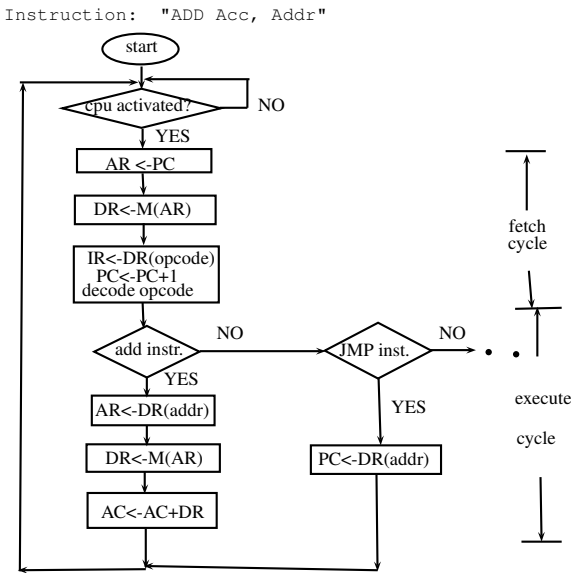 Instruction: "ADD Acc, Addr"
start
cpu activated?
NO
YES
AR <-PC
DR<-M(AR)
IR<-DR(opcode)
PC<-PC+1
decode opcode
fetch
cycle
add instr.
NO
JMP inst.
NO
YES
AR<-DR(addr)
YES
execute
cycle
DR<-M(AR)
PC<-DR(addr)
AC<-AC+DR